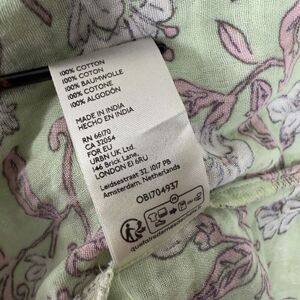 100% COTTON
100% COTON
100% BAUMWOLLE
100% COTONE
100% ALGODÓN
MADE IN INDIA
HECHO EN INDIA
RN 66170
CA 32054
FOR EU
URBN UK Ltd.
146 Brick Lane,
LONDON E1 6RU
Leidsestraat 32, 1017 PB
Amsterdam, Netherlands
OB1704937